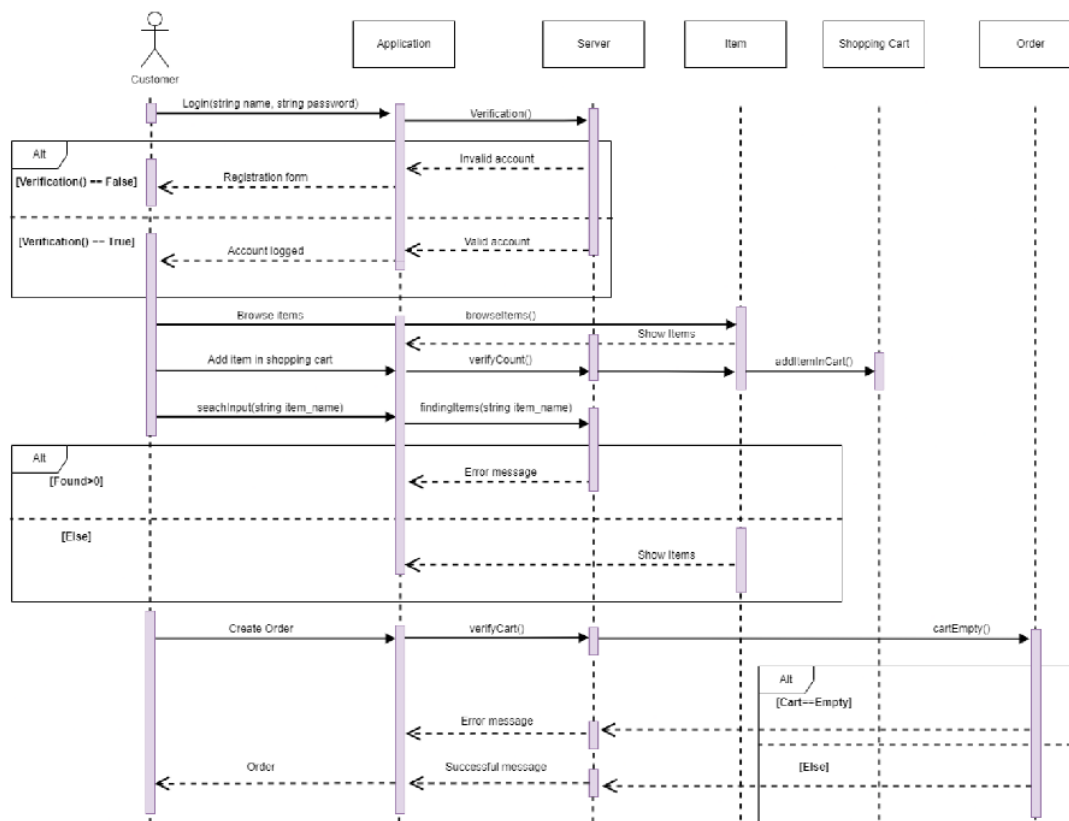 Application
Server
Item
Shopping Cart
Order
Customer
Login(string name, string password)
Verification()
Alt
Invalid account
[Verification() == False]
Registration form
[Verification() == True]
Valid account
Account logged
Browse items
browseItems()
Show Items
Add item in shopping cart
verifyCount()
addItemInCart()
seachInput(string item_name)
findingItems(string item_name)
Alt
Error message
[Found>0]
[Else]
Show Items
Create Order
verifyCart()
cartEmpty()
Alt
[Cart==Empty]
Error message
Order
Successful message
[Else]